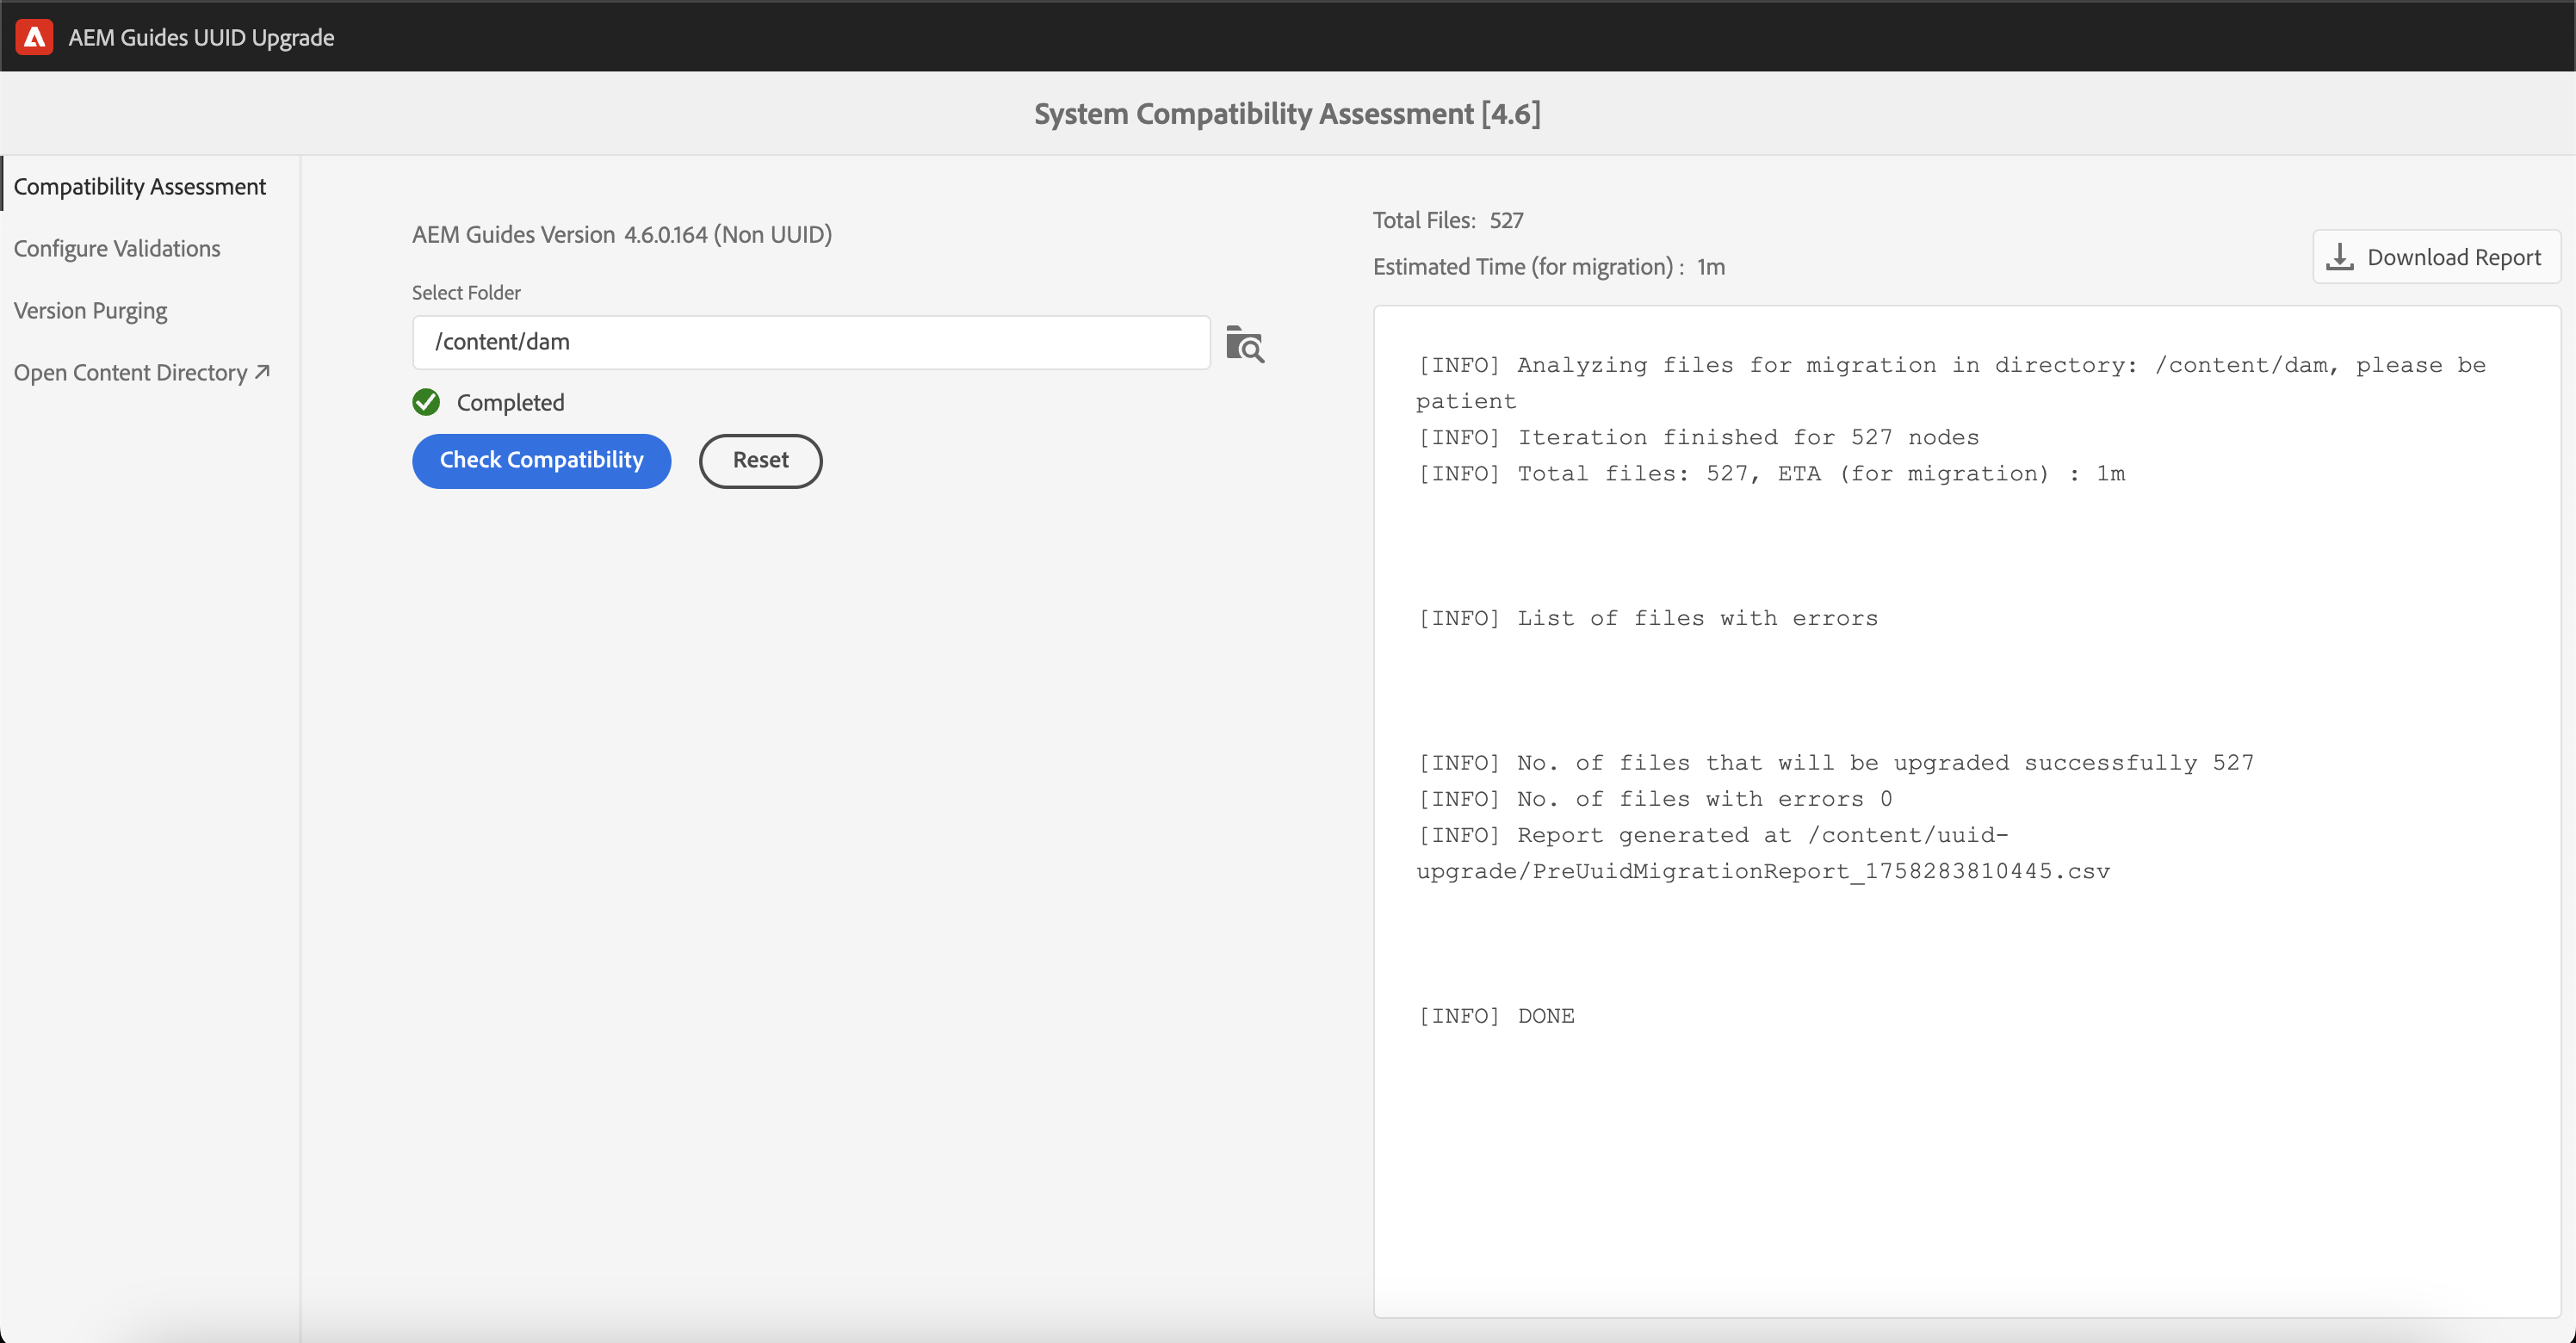 AEM Guides UUID Upgrade
System Compatibility Assessment [4.6]
Compatibility Assessment
Configure Validations
Version Purging
Open Content Directory
AEM Guides Version 4.6.0.164 (Non UUID)
Select Folder
/content/dam
Completed
Check Compatibility
Reset
Total Files: 527
Estimated Time (for migration) : 1m
Download Report
[INFO] Analyzing files for migration in directory: /content/dam, please be
patient
[INFO] Iteration finished for 527 nodes
[INFO] Total files: 527, ETA (for migration) : 1m
[INFO] List of files with errors
[INFO] No. of files that will be upgraded successfully 527
[INFO] No. of files with errors 0
[INFO] Report generated at /content/uuid-
upgrade/PreUuidMigrationReport_1758283810445.csv
[INFO] DONE